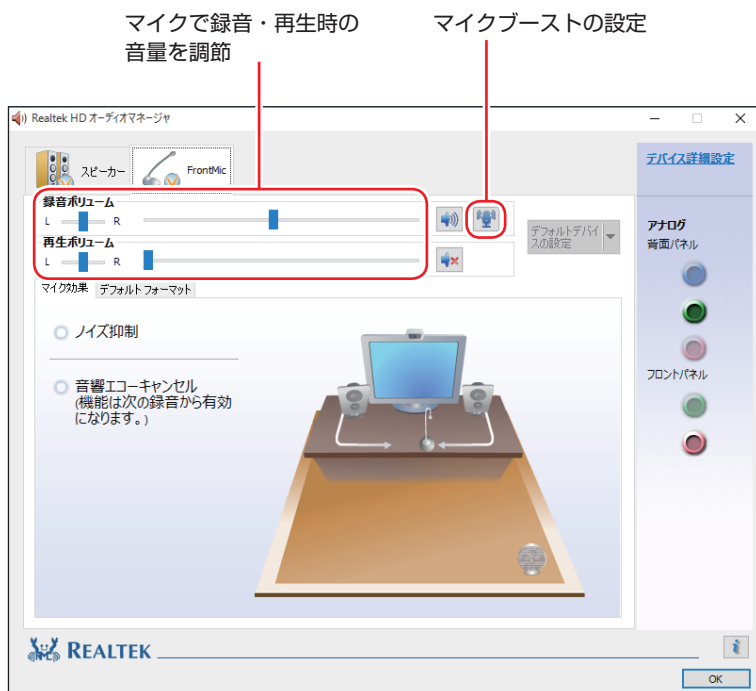 マイクで録音・再生時の
音量を調節
マイクブーストの設定
Realtek HD オーディオマネージャ
スピーカー
FrontMic
デバイス詳細設定
録音ボリューム
L R
デフォルトデバイ
スの設定
再生ボリューム
L R
アナログ
背面パネル
マイク効果 デフォルト フォーマット
ノイズ抑制
音響エコーキャンセル
(機能は次の録音から有効
になります。)
フロントパネル
REALTEK
i
OK